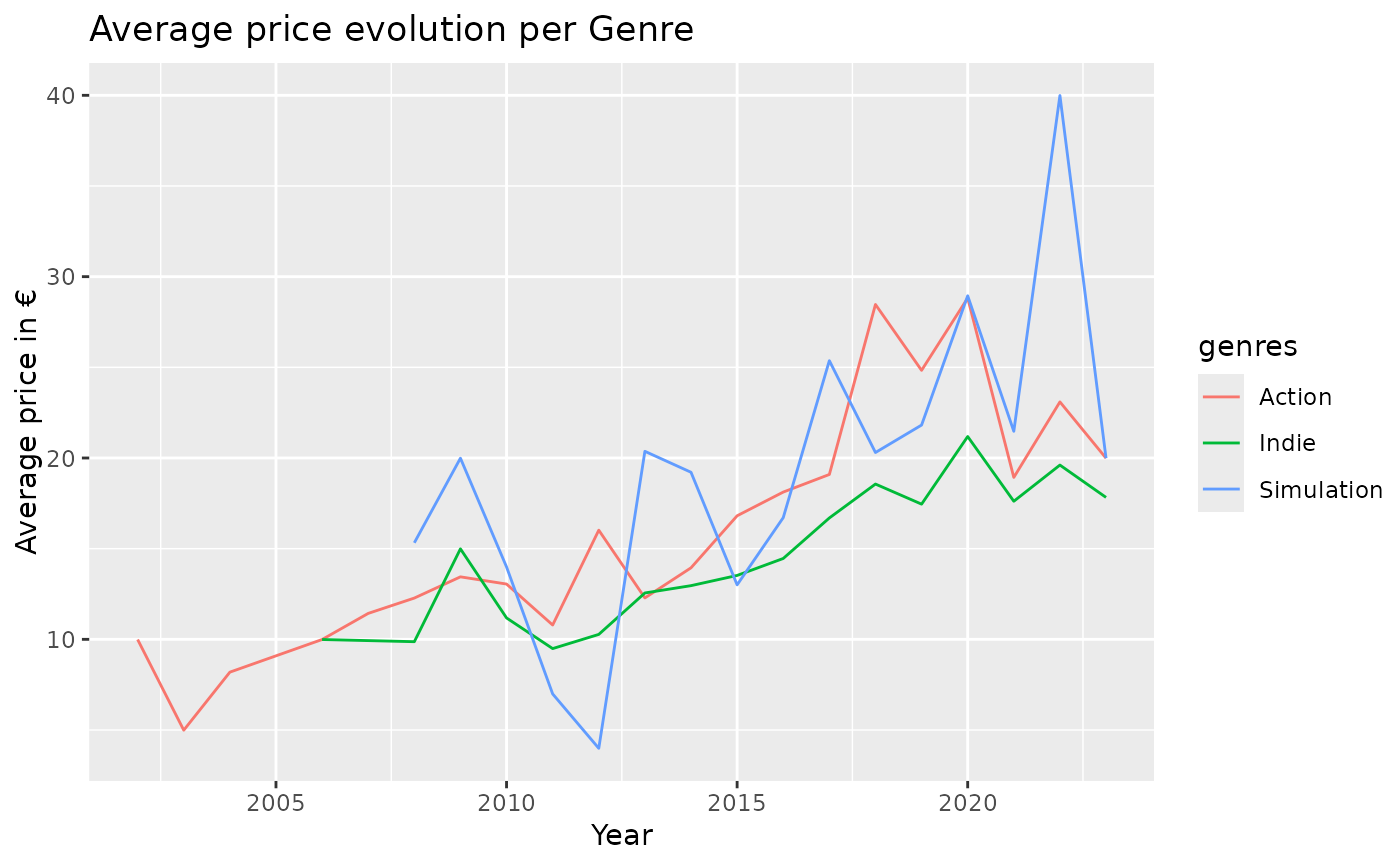 Average price evolution per Genre
Average price in €
40
30
20
10
2005 2010 2015 2020
Year
genres
Action
Indie
Simulation